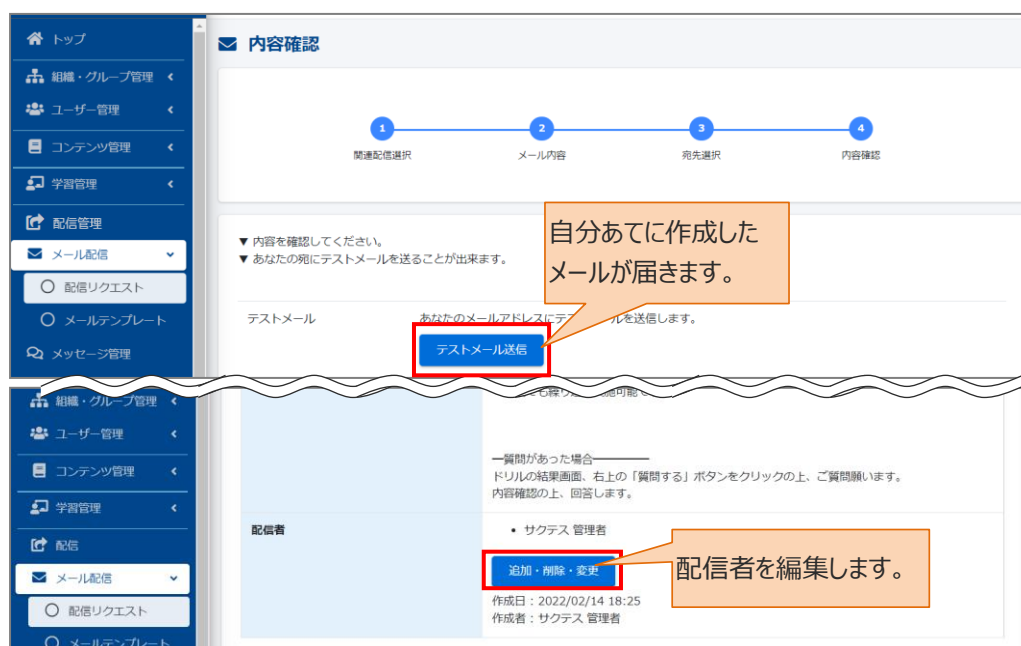 トップ
組織・グループ管理
ユーザー管理
コンテンツ管理
学習管理
配信管理
メール配信
配信リクエスト
メールテンプレート
メッセージ管理
内容確認
1
2
3
4
関連配信選択
メール内容
宛先選択
内容確認
▼ 内容を確認してください。
▼ あなたの宛にテストメールを送ることが出来ます。
自分あてに作成した
メールが届きます。
テストメール
あなたのメールアドレスにテ
を送信します。
テストメール送信
組織・グループ管理
ユーザー管理
コンテンツ管理
学習管理
配信
メール配信
配信リクエスト
メールテンプレート
ー質問があった場合ーーーーー
ドリルの結果画面、右上の「質問する」ボタンをクリックの上、ご質問願います。
内容確認の上、回答します。
配信者
• サクテス 管理者
追加・削除・変更
配信者を編集します。
作成日：2022/02/14 18:25
作成者：サクテス 管理者